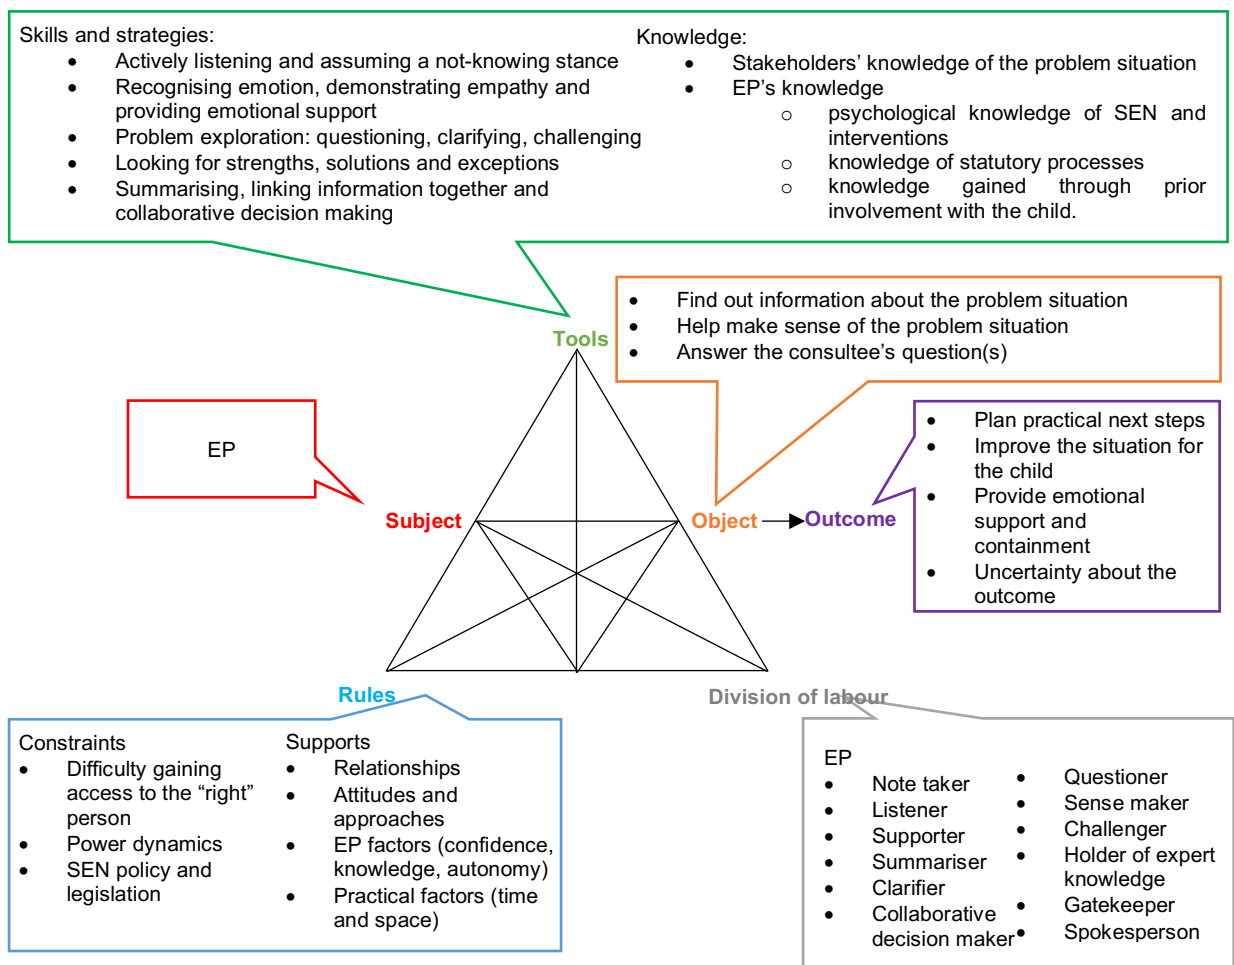 Skills and strategies:
• Actively listening and assuming a not-knowing stance
• Recognising emotion, demonstrating empathy and
providing emotional support
• Problem exploration: questioning, clarifying, challenging
• Looking for strengths, solutions and exceptions
• Summarising, linking information together and
collaborative decision making
Knowledge:
• Stakeholders’ knowledge of the problem situation
• EP’s knowledge
o psychological knowledge of SEN and
interventions
o knowledge of statutory processes
o knowledge gained through prior
involvement with the child.
• Find out information about the problem situation
• Help make sense of the problem situation
• Answer the consultee’s question(s)
Tools
EP
• Plan practical next steps
• Improve the situation for
the child
• Provide emotional
support and
containment
• Uncertainty about the
outcome
Subject
Object
Outcome
Rules
Division of labour
Constraints
• Difficulty gaining
access to the “right”
person
• Power dynamics
• SEN policy and
legislation
Supports
• Relationships
• Attitudes and
approaches
• EP factors (confidence,
knowledge, autonomy)
• Practical factors (time
and space)
EP
• Note taker
• Listener
• Supporter
• Summariser
• Clarifier
• Collaborative
decision maker
• Questioner
• Sense maker
• Challenger
• Holder of expert
knowledge
• Gatekeeper
• Spokesperson